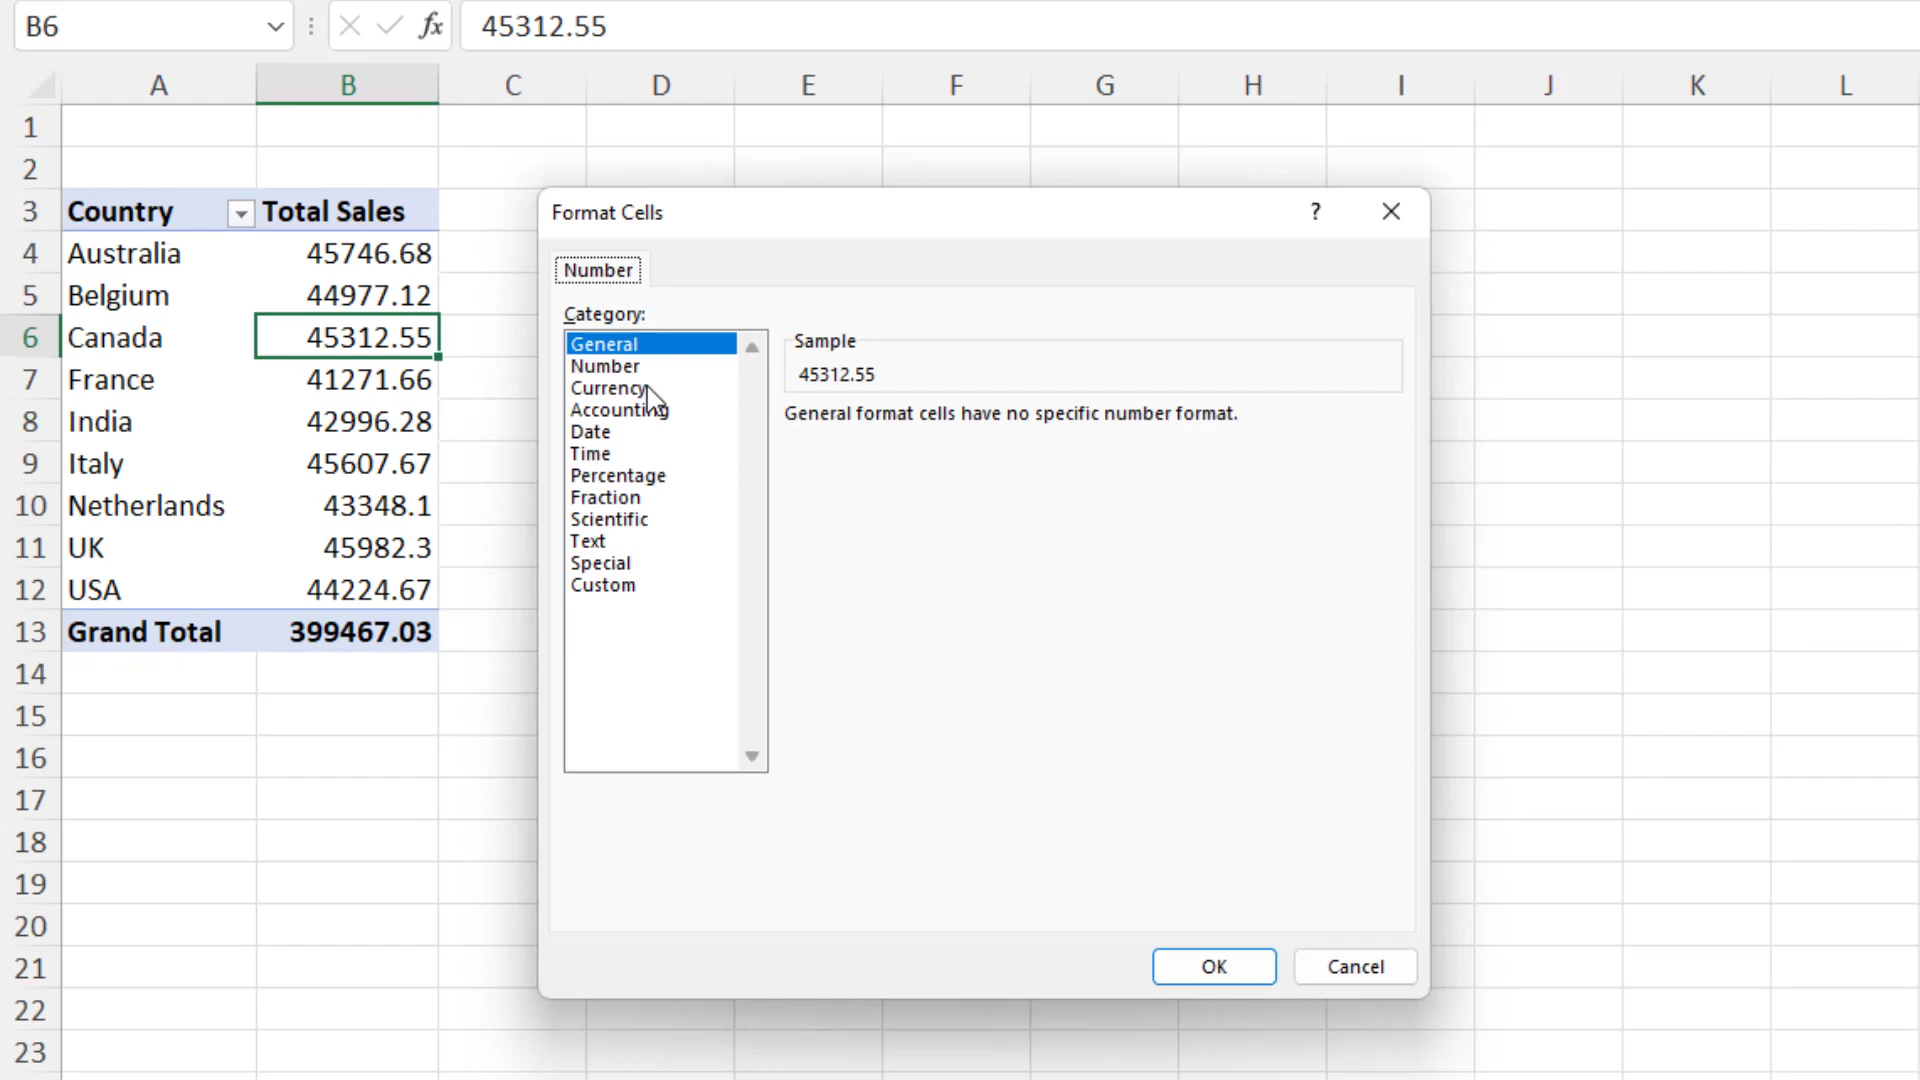 B6 fx 45312.55
A B C D E F G H I J K L
1
2
3 Country Total Sales
4 Australia 45746.68
5 Belgium 44977.12
6 Canada 45312.55
7 France 41271.66
8 India 42996.28
9 Italy 45607.67
10 Netherlands 43348.1
11 UK 45982.3
12 USA 44224.67
13 Grand Total 399467.03
14
15
16
17
18
19
20
21
22
23
Format Cells ?
Number
Category:
General
Number
Currency
Accounting
Date
Time
Percentage
Fraction
Scientific
Text
Special
Custom
Sample
45312.55
General format cells have no specific number format.
OK Cancel